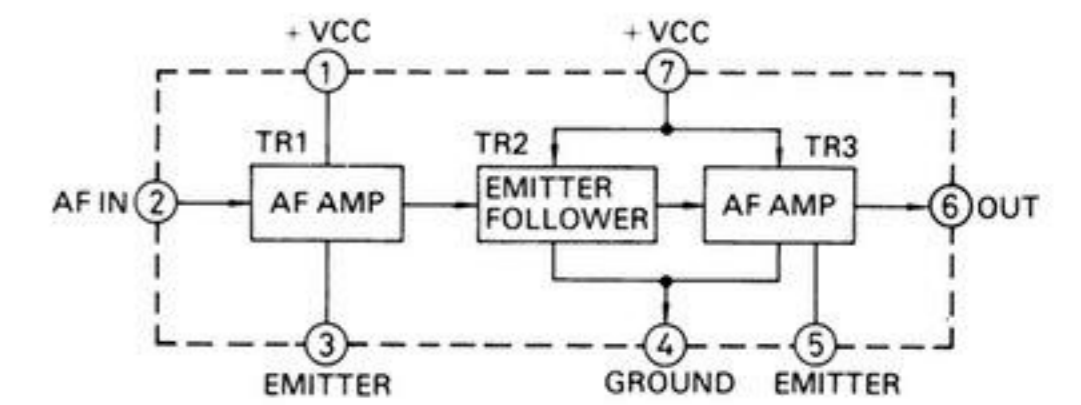 + VCC
+ VCC
1
7
TR1
TR2
TR3
AF IN
2
AF AMP
EMITTER
FOLLOWER
AF AMP
6
OUT
3
4
5
EMITTER
GROUND
EMITTER